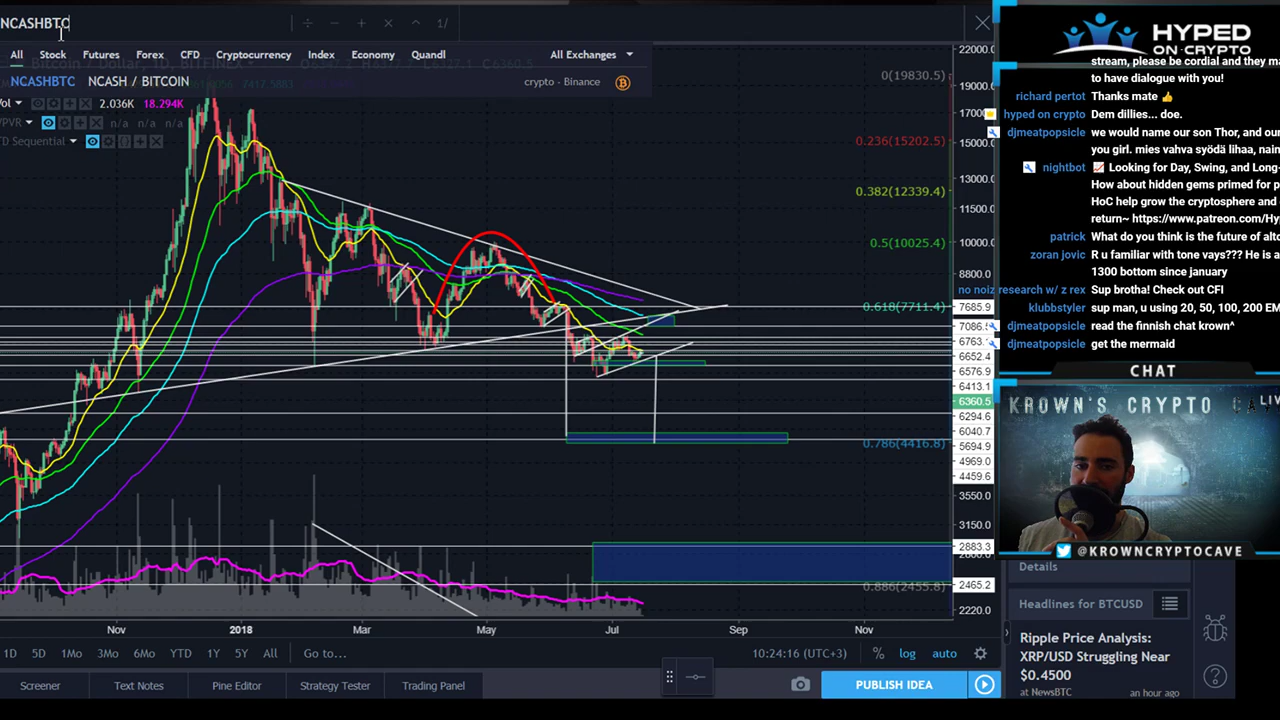 NCASHBTC
1/
All Stock Futures Forex CFD Cryptocurrency Index Economy Quandl All Exchanges
NCASHBTC NCASH / BITCOIN crypto · Binance
Vol 2.036K 18.294K
VPVR n/a n/a n/a
TD Sequential
0(19830.5)
0.236(15202.5)
0.382(12339.4)
0.5(10025.4)
0.618(7711.4)
0.786(4416.8)
0.886(2455.8)
22000.0
19000.0
17000.0
15000.0
13000.0
11500.0
10000.0
8800.0
7685.9
7086.5
6763.
6652.4
6576.9
6413.1
6360.5
6294.6
6040.7
5694.9
4969.0
4459.6
3550.0
3150.0
2883.3
2465.2
2220.0
Nov 2018 Mar May Jul Sep Nov
1D 5D 1Mo 3Mo 6Mo YTD 1Y 5Y All Go to... 10:24:16 (UTC+3) % log auto
Screener Text Notes Pine Editor Strategy Tester Trading Panel PUBLISH IDEA
HYPED
ON CRYPTO
stream, please be cordial and they ma
to have dialogue with you!
richard pertot Thanks mate 👍
hyped on crypto Dem dillies... doe.
djmeatpopsicle we would name our son Thor, and ou
you girl. mies vahva syödä lihaa, nain
nightbot 📈 Looking for Day, Swing, and Long-
How about hidden gems primed for p
HoC help grow the cryptosphere and
return~ https://www.patreon.com/Hy
patrick What do you think is the future of alto
zoran jovic R u familiar with tone vays??? He is a
1300 bottom since january
no noiz research w/ z rex Sup brotha! Check out CFI
klubbstyler sup man, u using 20, 50, 100, 200 EM
djmeatpopsicle read the finnish chat krown^
djmeatpopsicle get the mermaid
CHAT
KROWN'S CRYPTO CAVE
LIV
@KROWNCRYPTOCAVE
Details
Headlines for BTCUSD
Ripple Price Analysis:
XRP/USD Struggling Near
$0.4500
at NewsBTC an hour ago